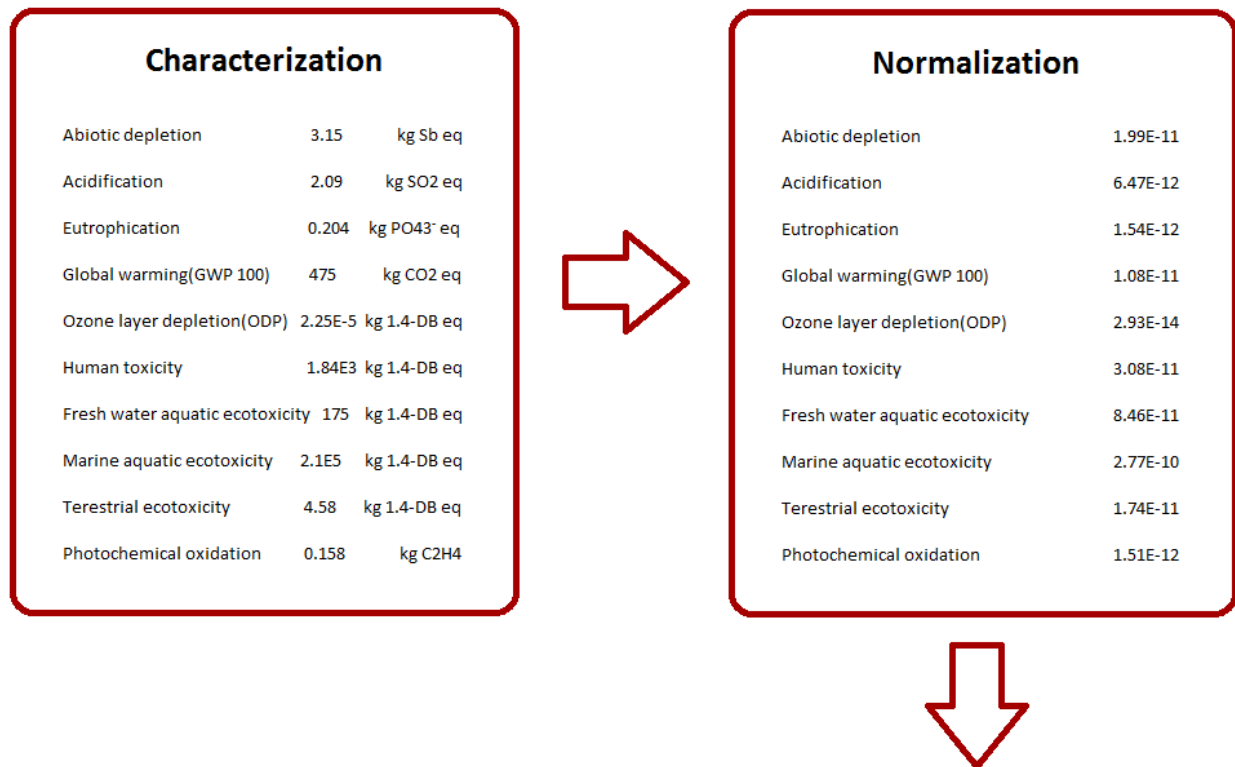 Characterization
Abiotic depletion 3.15 kg Sb eq
Acidification 2.09 kg SO2 eq
Eutrophication 0.204 kg PO43⁻ eq
Global warming(GWP 100) 475 kg CO2 eq
Ozone layer depletion(ODP) 2.25E-5 kg 1.4-DB eq
Human toxicity 1.84E3 kg 1.4-DB eq
Fresh water aquatic ecotoxicity 175 kg 1.4-DB eq
Marine aquatic ecotoxicity 2.1E5 kg 1.4-DB eq
Terestrial ecotoxicity 4.58 kg 1.4-DB eq
Photochemical oxidation 0.158 kg C2H4
Normalization
Abiotic depletion 1.99E-11
Acidification 6.47E-12
Eutrophication 1.54E-12
Global warming(GWP 100) 1.08E-11
Ozone layer depletion(ODP) 2.93E-14
Human toxicity 3.08E-11
Fresh water aquatic ecotoxicity 8.46E-11
Marine aquatic ecotoxicity 2.77E-10
Terestrial ecotoxicity 1.74E-11
Photochemical oxidation 1.51E-12